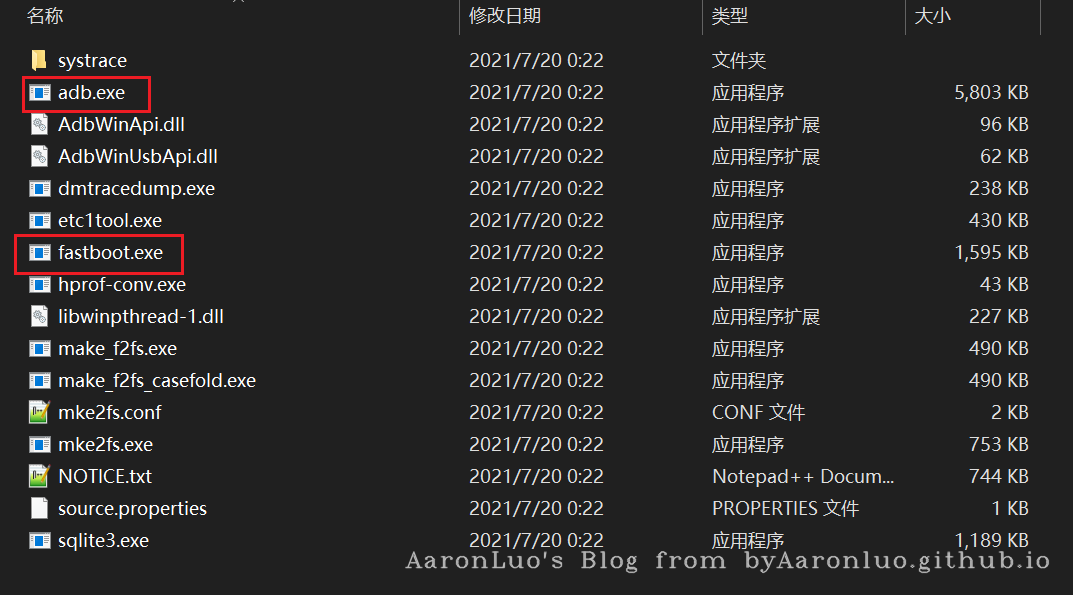 名称 修改日期 类型 大小
systrace 2021/7/20 0:22 文件夹
adb.exe 2021/7/20 0:22 应用程序 5,803 KB
AdbWinApi.dll 2021/7/20 0:22 应用程序扩展 96 KB
AdbWinUsbApi.dll 2021/7/20 0:22 应用程序扩展 62 KB
dmtracedump.exe 2021/7/20 0:22 应用程序 238 KB
etc1tool.exe 2021/7/20 0:22 应用程序 430 KB
fastboot.exe 2021/7/20 0:22 应用程序 1,595 KB
hprof-conv.exe 2021/7/20 0:22 应用程序 43 KB
libwinpthread-1.dll 2021/7/20 0:22 应用程序扩展 227 KB
make_f2fs.exe 2021/7/20 0:22 应用程序 490 KB
make_f2fs_casefold.exe 2021/7/20 0:22 应用程序 490 KB
mke2fs.conf 2021/7/20 0:22 CONF 文件 2 KB
mke2fs.exe 2021/7/20 0:22 应用程序 753 KB
NOTICE.txt 2021/7/20 0:22 Notepad++ Docum... 744 KB
source.properties 2021/7/20 0:22 PROPERTIES 文件 1 KB
sqlite3.exe 2021/7/20 0:22 应用程序 1,189 KB
AaronLuo's Blog from byAaronluo.github.io